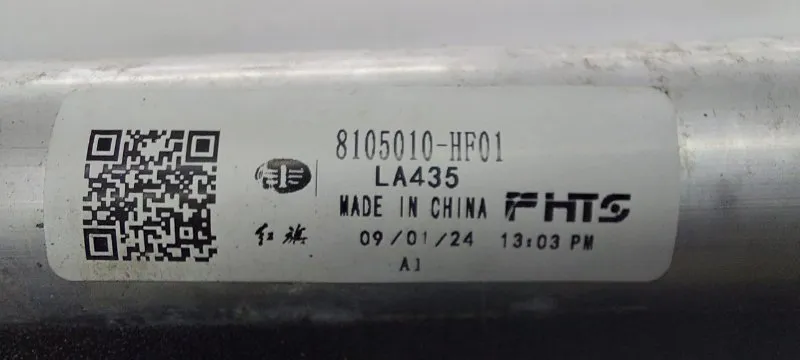 8105010-HF01
LA435
MADE IN CHINA FHTS
红旗 09/01/24 13:03 PM
A1